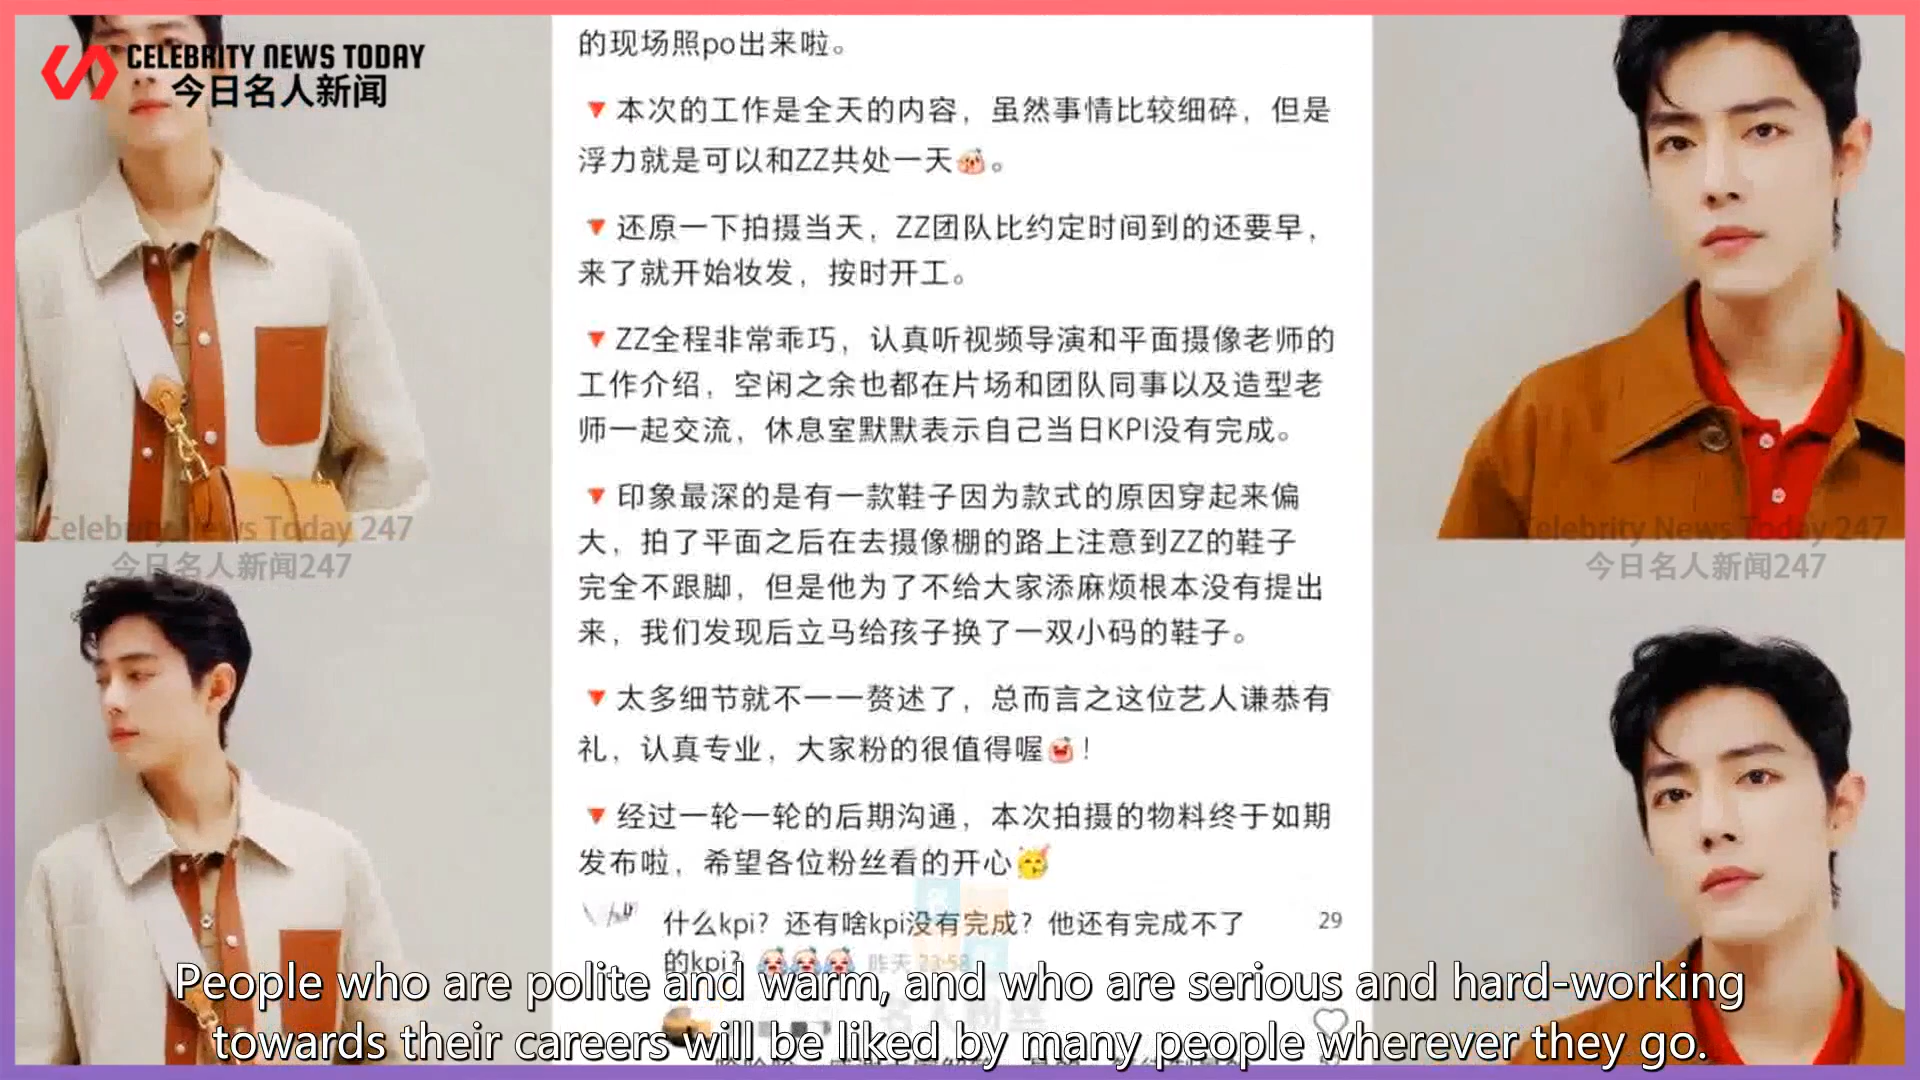 CELEBRITY NEWS TODAY
今日名人新闻
的现场照po出来啦。
🔻本次的工作是全天的内容，虽然事情比较细碎，但是
浮力就是可以和ZZ共处一天。
🔻还原一下拍摄当天，ZZ团队比约定时间到的还要早，
来了就开始妆发，按时开工。
🔻ZZ全程非常乖巧，认真听视频导演和平面摄像老师的
工作介绍，空闲之余也都在片场和团队同事以及造型老
师一起交流，休息室默默表示自己当日KPI没有完成。
🔻印象最深的是有一款鞋子因为款式的原因穿起来偏
大，拍了平面之后在去摄像棚的路上注意到ZZ的鞋子
完全不跟脚，但是他为了不给大家添麻烦根本没有提出
来，我们发现后立马给孩子换了一双小码的鞋子。
🔻太多细节就不一一赘述了，总而言之这位艺人谦恭有
礼，认真专业，大家粉的很值得喔！
🔻经过一轮一轮的后期沟通，本次拍摄的物料终于如期
发布啦，希望各位粉丝看的开心🥳
什么kpi？还有啥kpi没有完成？他还有完成不了
的kpi？ 昨天 23:58
29
Celebrity News Today 247
今日名人新闻247
Celebrity News Today 247
今日名人新闻247
People who are polite and warm, and who are serious and hard-working
towards their careers will be liked by many people wherever they go.